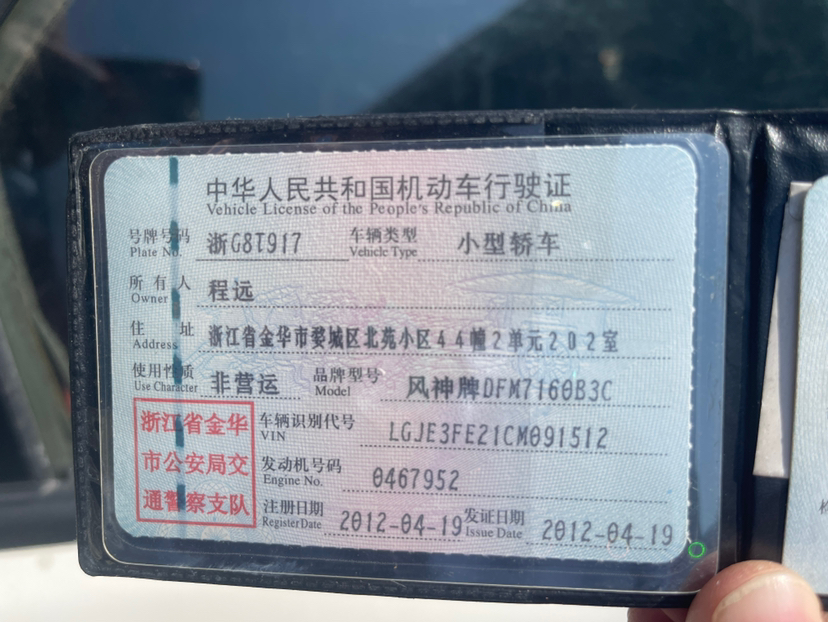 中华人民共和国机动车行驶证
Vehicle License of the People's Republic of China
号牌号码 浙G8T917 车辆类型 小型轿车
Plate No. Vehicle Type
所有人 程远
Owner
住址 浙江省金华市婺城区北苑小区44幢2单元202室
Address
使用性质 非营运 品牌型号 风神牌DFM7160B3C
Use Character Model
浙江省金华
市公安局交
通警察支队
车辆识别代号 LGJE3FE21CM091512
VIN
发动机号码 0467952
Engine No.
注册日期 2012-04-19 发证日期 2012-04-19
Register Date Issue Date